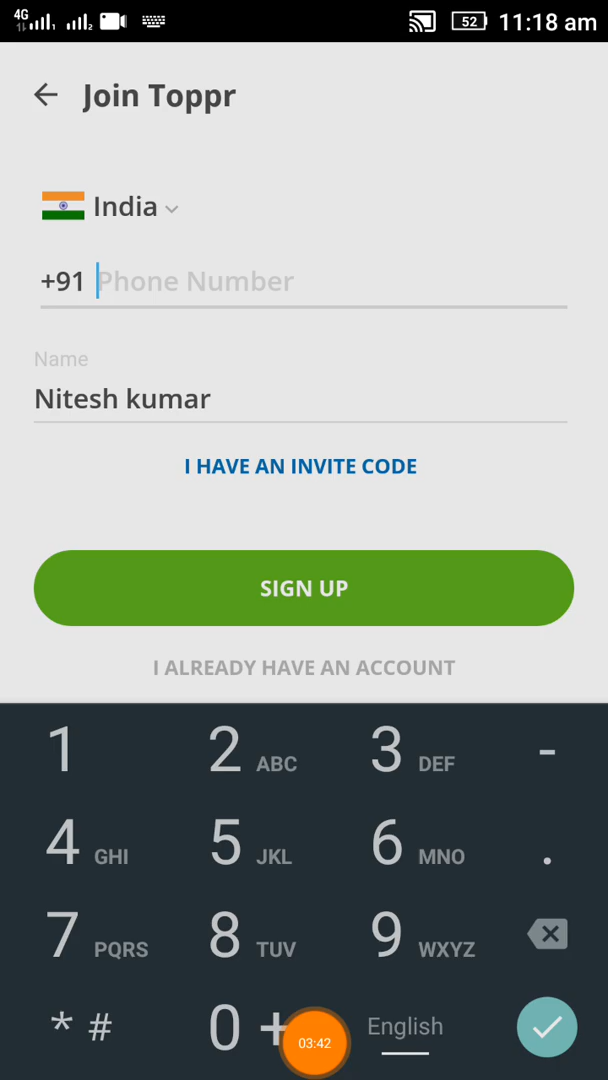 4G 52 11:18 am
Join Toppr
India
+91 Phone Number
Name
Nitesh kumar
I HAVE AN INVITE CODE
SIGN UP
I ALREADY HAVE AN ACCOUNT
1 2 ABC 3 DEF -
4 GHI 5 JKL 6 MNO .
7 PQRS 8 TUV 9 WXYZ
* # 0 + 03:42 English